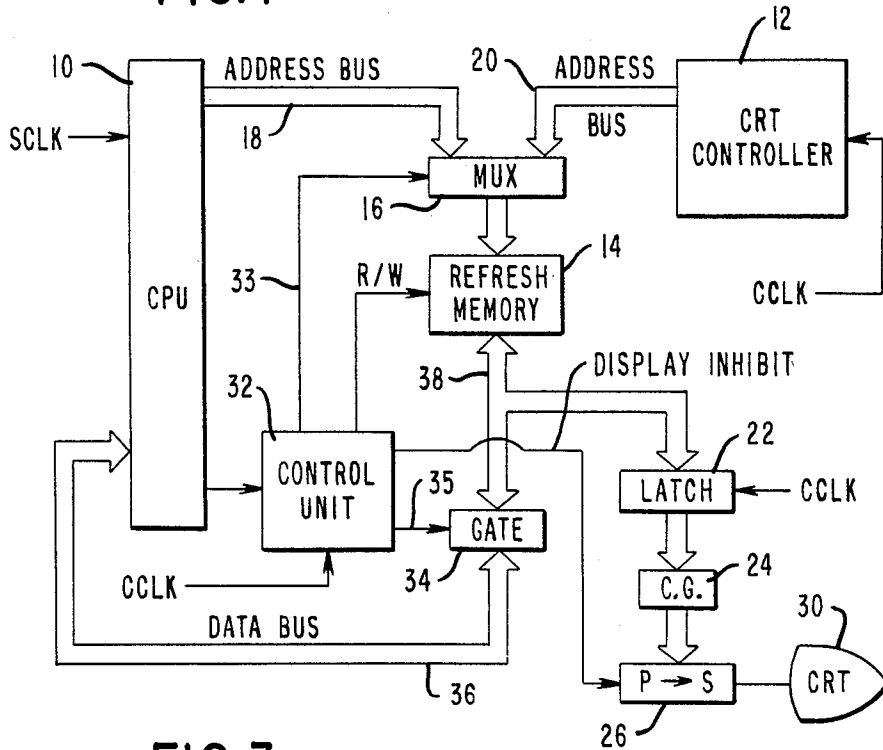 10
ADDRESS BUS
18
20
ADDRESS
BUS
12
CRT
CONTROLLER
SCLK
MUX
16
33
R/W
14
REFRESH
MEMORY
CCLK
CPU
38
DISPLAY INHIBIT
32
CONTROL
UNIT
35
GATE
34
22
LATCH
CCLK
CCLK
24
C.G.
DATA BUS
36
30
P → S
26
CRT